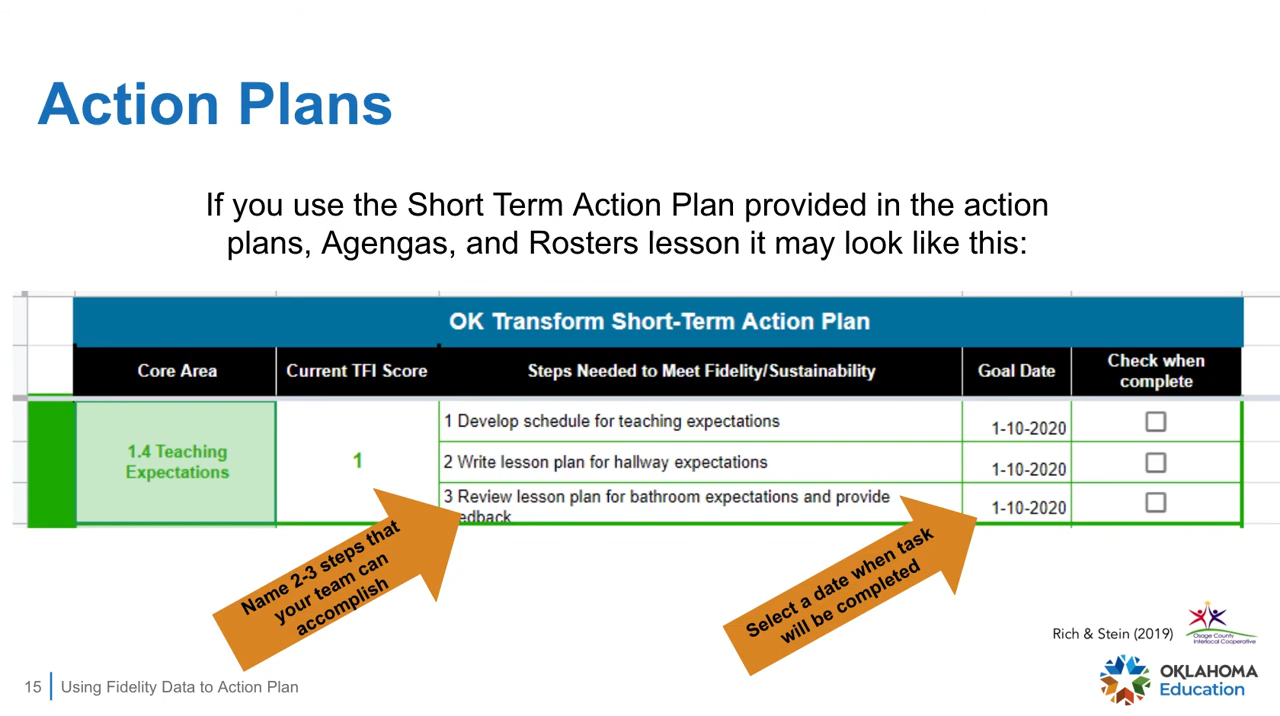 Action Plans
If you use the Short Term Action Plan provided in the action
plans, Agengas, and Rosters lesson it may look like this:
OK Transform Short-Term Action Plan
Core Area
Current TFI Score
Steps Needed to Meet Fidelity/Sustainability
Goal Date
Check when
complete
1.4 Teaching
Expectations
1
1 Develop schedule for teaching expectations
1-10-2020
2 Write lesson plan for hallway expectations
1-10-2020
3 Review lesson plan for bathroom expectations and provide
edback
1-10-2020
Name 2-3 steps that
your team can
accomplish
Select a date when task
will be completed
Rich & Stein (2019)
Osage County
Interlocal Cooperative
OKLAHOMA
Education
15
Using Fidelity Data to Action Plan